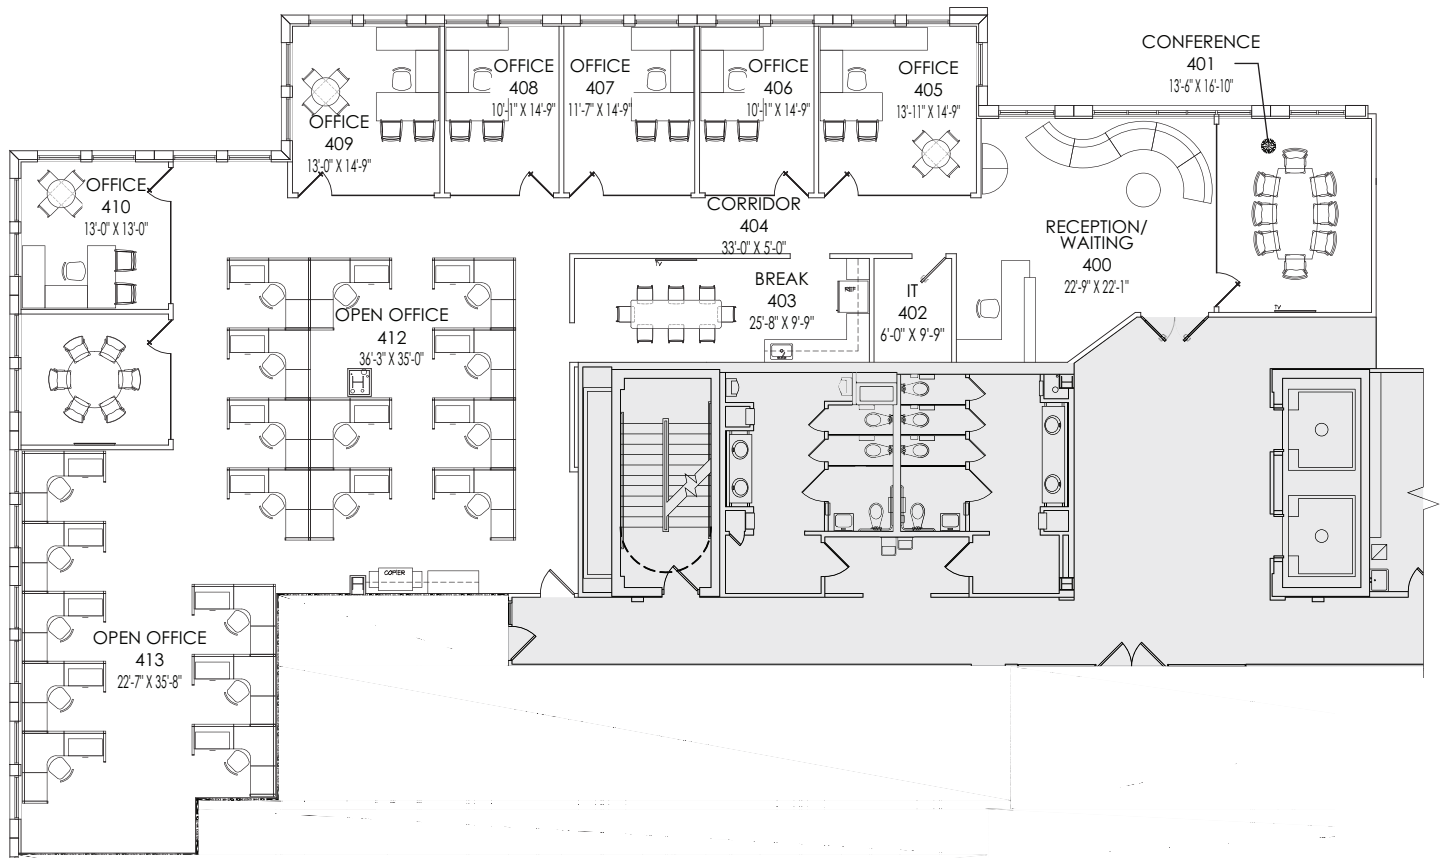 CONFERENCE
401
13'-6" X 16'-10"
OFFICE
409
13'-0" X 14'-9"
OFFICE
408
10'-1" X 14'-9"
OFFICE
407
11'-7" X 14'-9"
OFFICE
406
10'-1" X 14'-9"
OFFICE
405
13'-11" X 14'-9"
OFFICE
410
13'-0" X 13'-0"
CORRIDOR
404
33'-0" X 5'-0"
RECEPTION/
WAITING
400
22'-9" X 22'-1"
TV
BREAK
403
25'-8" X 9'-9"
REF
IT
402
6'-0" X 9'-9"
TV
OPEN OFFICE
412
36'-3" X 35'-0"
COPIER
OPEN OFFICE
413
22'-7" X 35'-8"